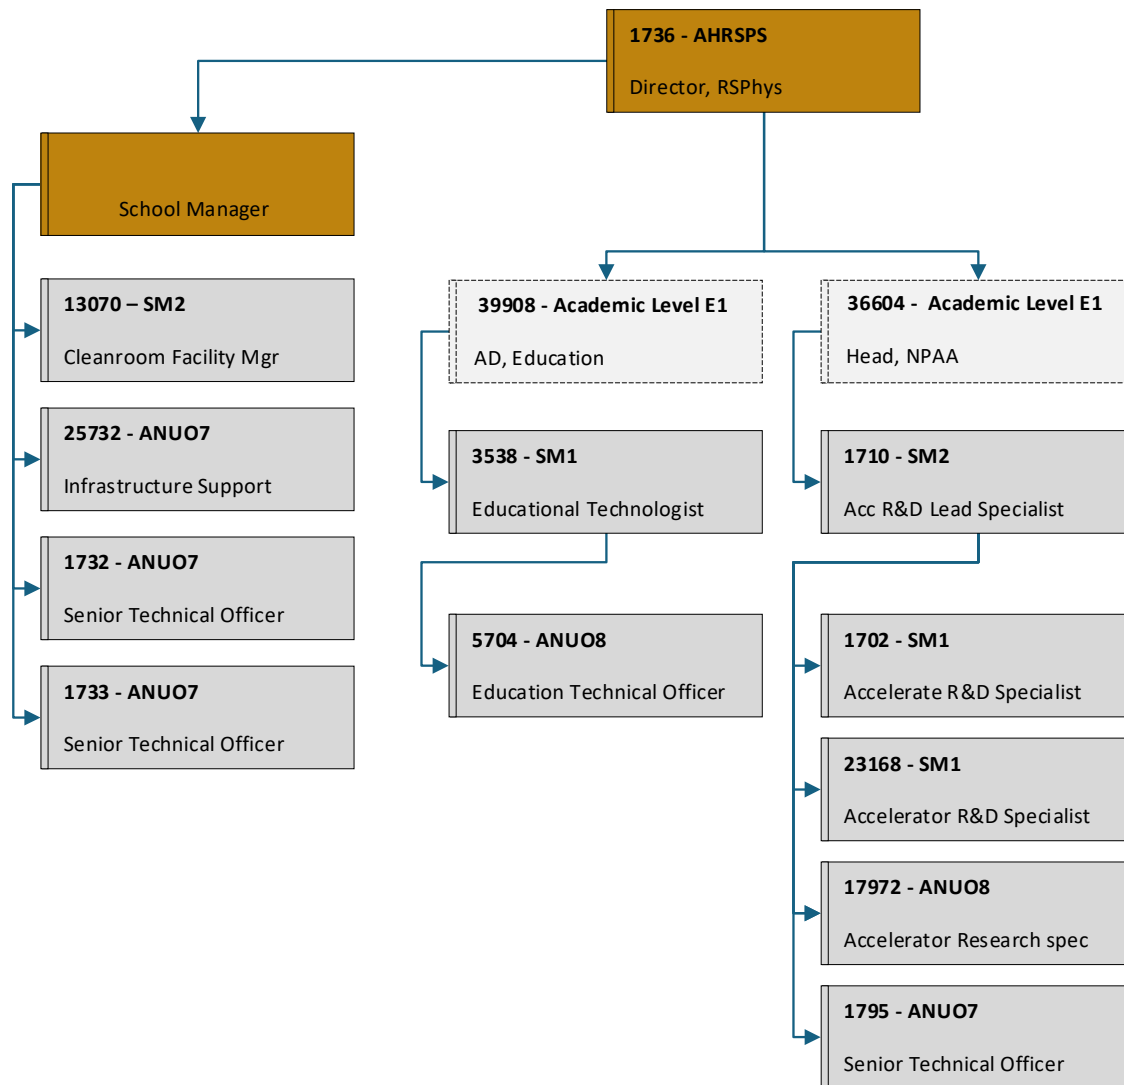 1736 - AHRSPS
Director, RSPhys
School Manager
13070 – SM2
Cleanroom Facility Mgr
25732 - ANUO7
Infrastructure Support
1732 - ANUO7
Senior Technical Officer
1733 - ANUO7
Senior Technical Officer
39908 - Academic Level E1
AD, Education
3538 - SM1
Educational Technologist
5704 - ANUO8
Education Technical Officer
36604 -  Academic Level E1
Head, NPAA
1710 - SM2
Acc R&D Lead Specialist
1702 - SM1
Accelerate R&D Specialist
23168 - SM1
Accelerator R&D Specialist
17972 - ANUO8
Accelerator Research spec
1795 - ANUO7
Senior Technical Officer